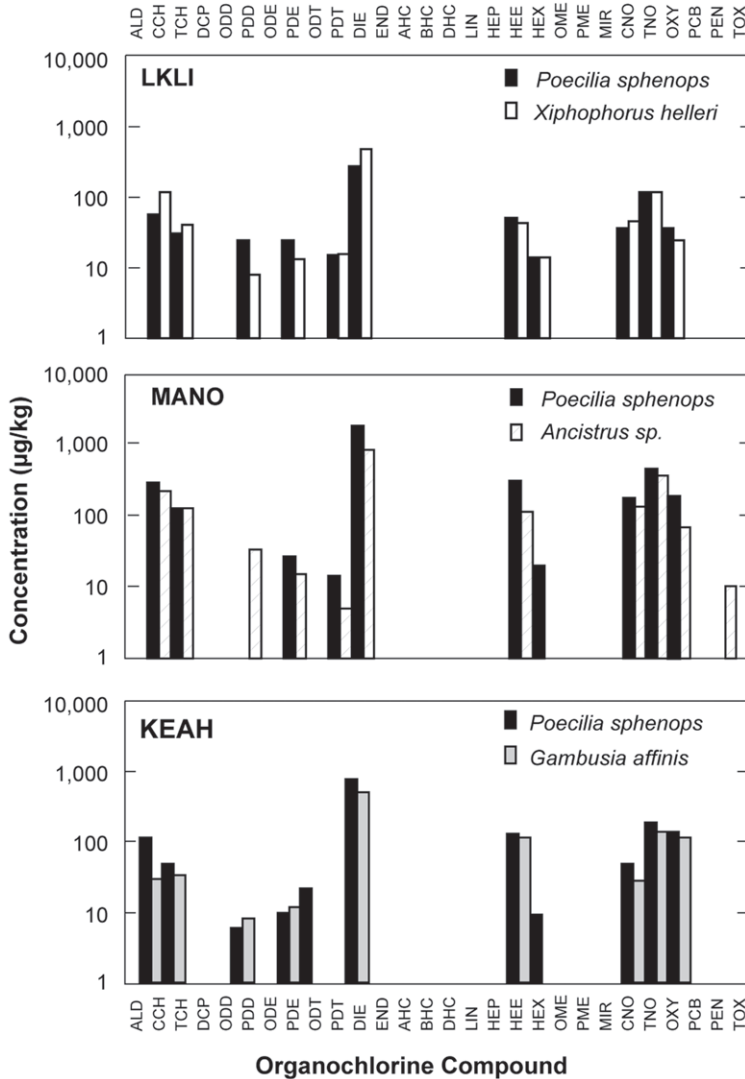 ALD CCH TCH DCP ODD PDD ODE PDE ODT PDT DIE END AHC BHC DHC LIN HEP HEE HEX OME PME MIR CNO TNO OXY PCB PEN TOX
10,000
LKLI
Poecilia sphenops
Xiphophorus helleri
1,000
100
10
1
10,000
MANO
Poecilia sphenops
Ancistrus sp.
1,000
100
10
1
Concentration (µg/kg)
10,000
KEAH
Poecilia sphenops
Gambusia affinis
1,000
100
10
1
ALD CCH TCH DCP ODD PDD ODE PDE ODT PDT DIE END AHC BHC DHC LIN HEP HEE HEX OME PME MIR CNO TNO OXY PCB PEN TOX
Organochlorine Compound